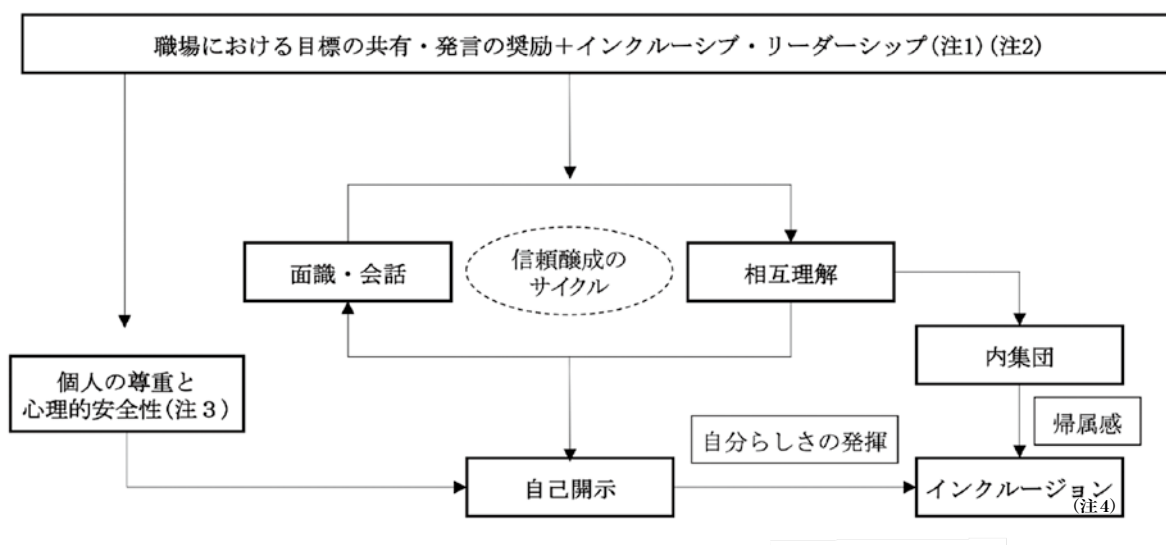 職場における目標の共有・発言の奨励＋インクルーシブ・リーダーシップ(注1)(注2)
信頼醸成の
サイクル
面識・会話
相互理解
内集団
個人の尊重と
心理的安全性(注３)
帰属感
自分らしさの発揮
自己開示
インクルージョン
(注4)